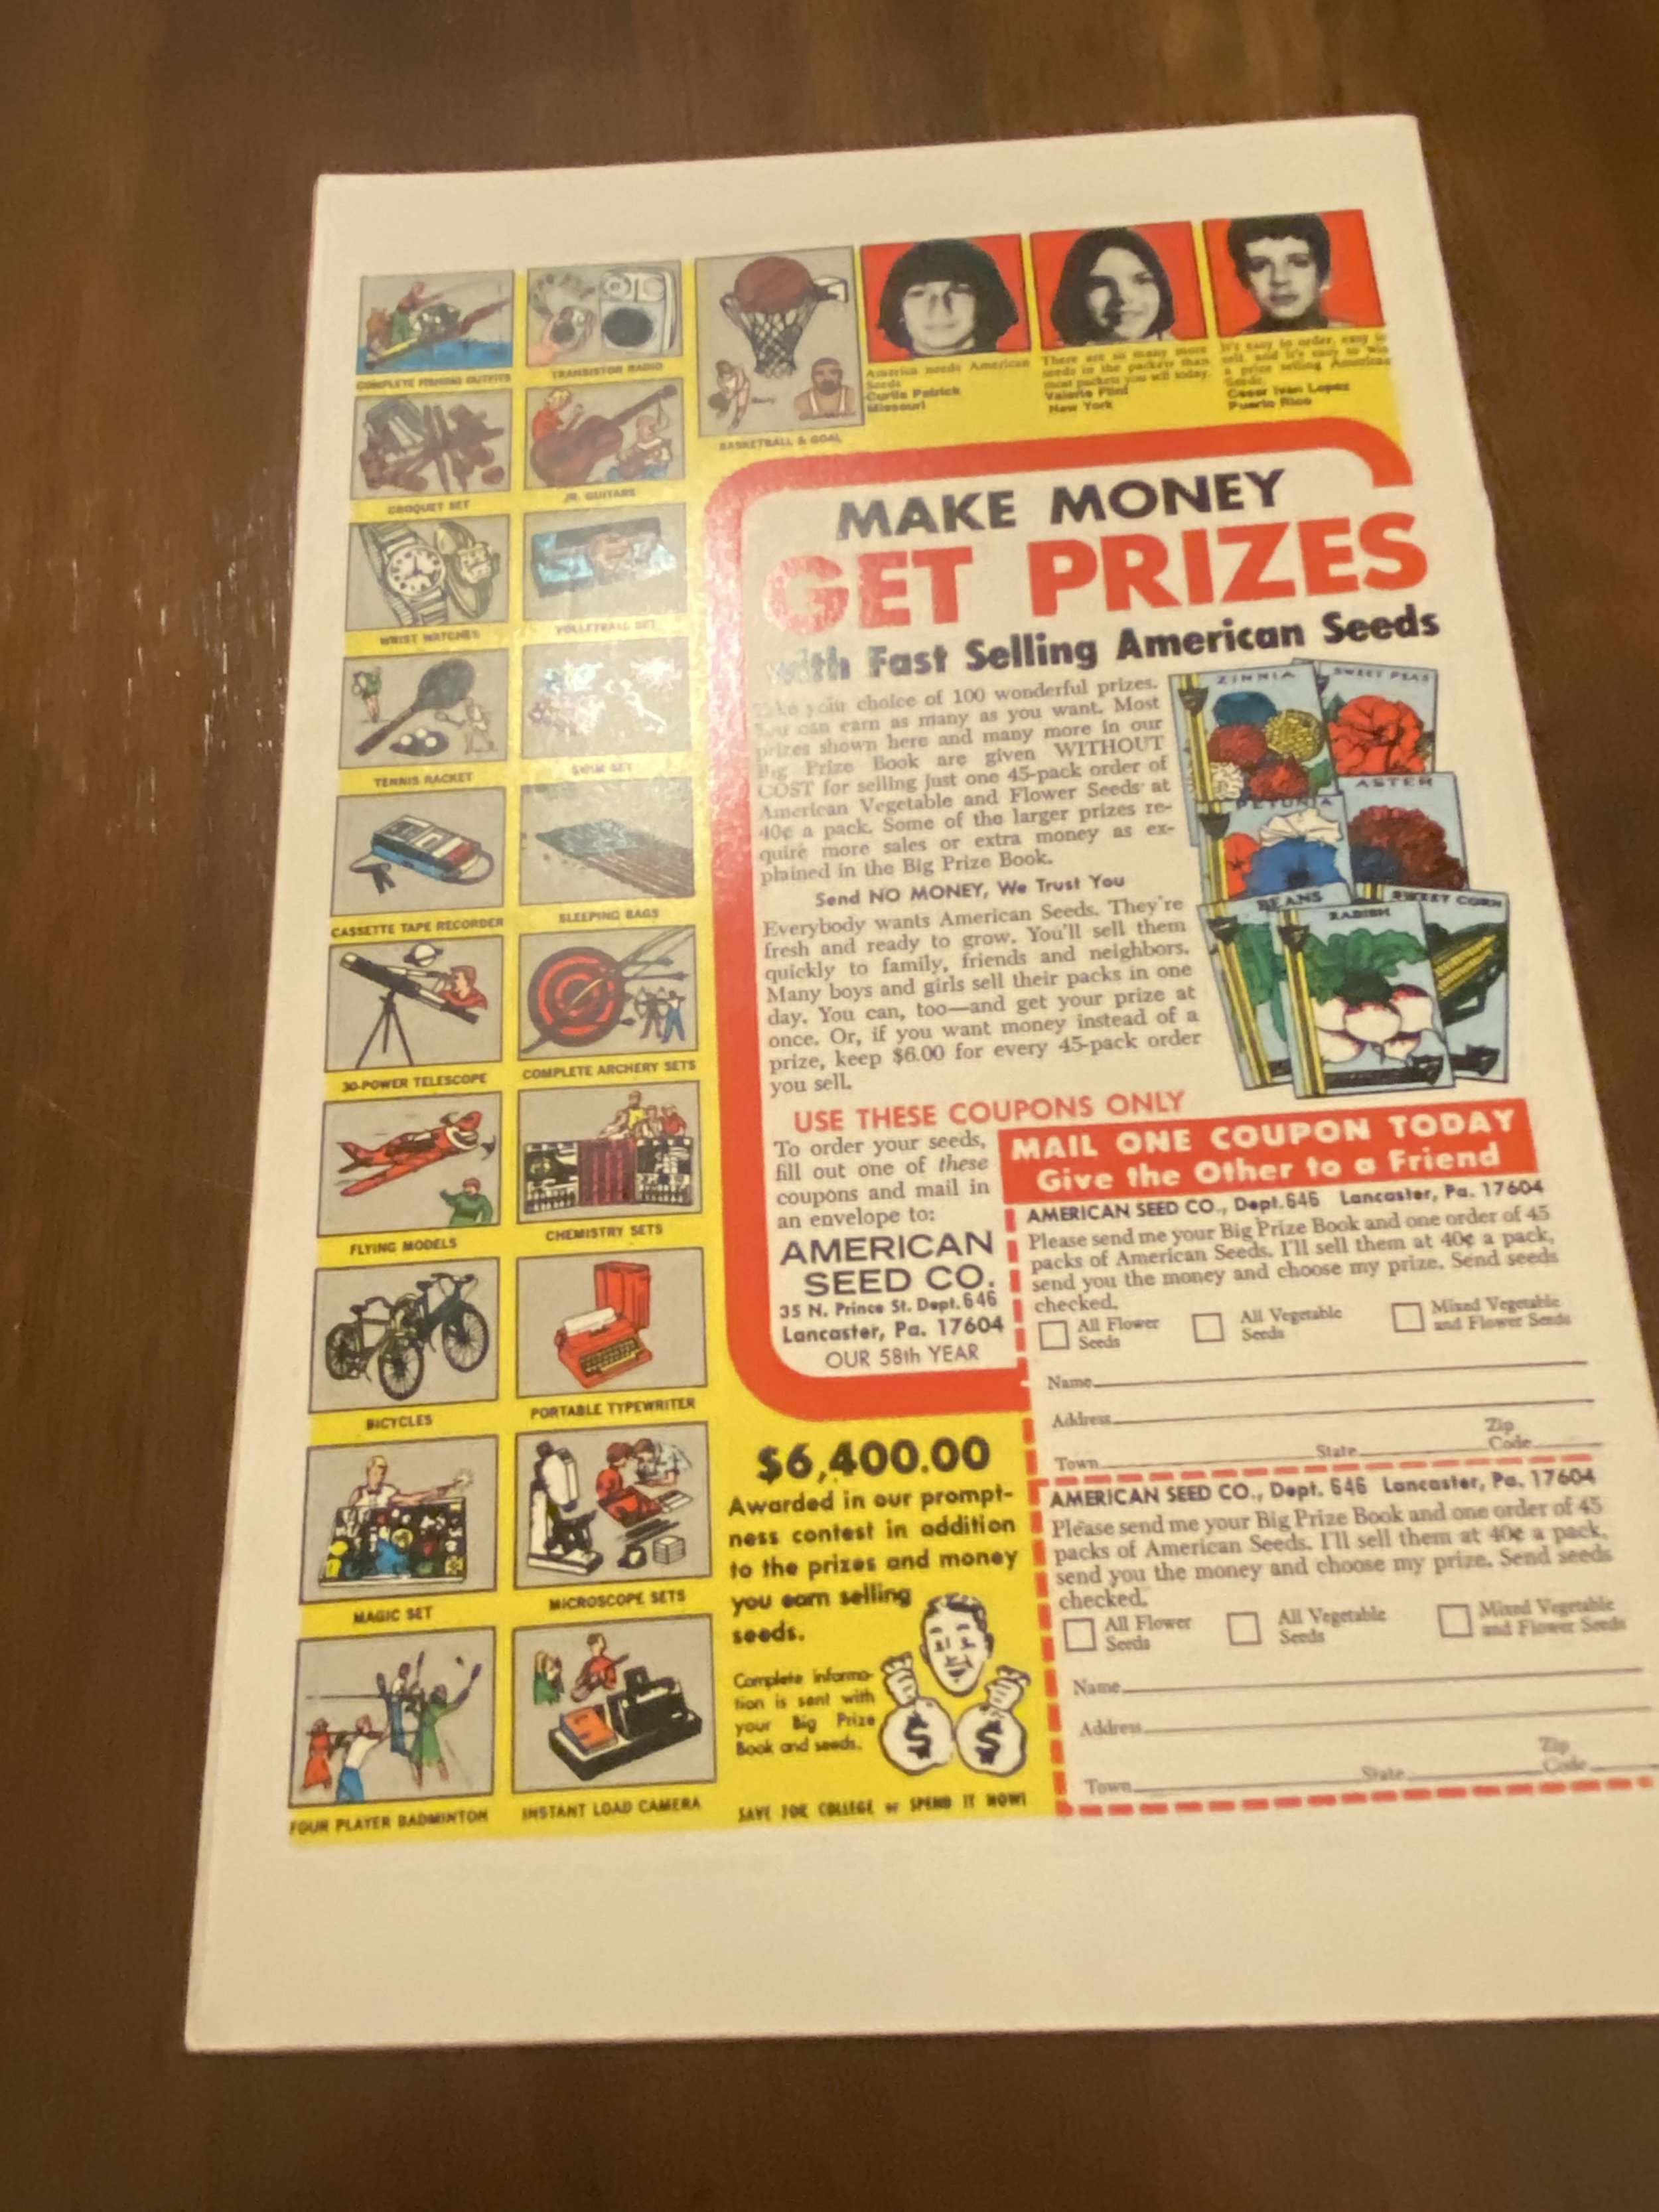 COMPLETE FISHING OUTFITS
TRANSISTOR RADIO
BASKETBALL & GOAL
CROQUET SET
JR. GUITARS
WRIST WATCHES
VOLLEYBALL SET
TENNIS RACKET
SWIM SET
CASSETTE TAPE RECORDER
SLEEPING BAGS
30-POWER TELESCOPE
COMPLETE ARCHERY SETS
FLYING MODELS
CHEMISTRY SETS
BICYCLES
PORTABLE TYPEWRITER
MAGIC SET
MICROSCOPE SETS
FOUR PLAYER BADMINTON
INSTANT LOAD CAMERA
America needs American
Seeds
Curtis Patrick
Missouri
There are so many more
seeds in the packets than
most packets you sell today.
Valerie Flint
New York
It's easy to order, easy to
sell, and it's easy to win
a prize selling American
Seeds.
Cesar Ivan Lopez
Puerto Rico
MAKE MONEY
GET PRIZES
with Fast Selling American Seeds
Take your choice of 100 wonderful prizes.
You can earn as many as you want. Most
prizes shown here and many more in our
Big Prize Book are given WITHOUT
COST for selling just one 45-pack order of
American Vegetable and Flower Seeds at
40¢ a pack. Some of the larger prizes re-
quire more sales or extra money as ex-
plained in the Big Prize Book.
Send NO MONEY, We Trust You
Everybody wants American Seeds. They're
fresh and ready to grow. You'll sell them
quickly to family, friends and neighbors.
Many boys and girls sell their packs in one
day. You can, too—and get your prize at
once. Or, if you want money instead of a
prize, keep $6.00 for every 45-pack order
you sell.
ZINNIA
SWEET PEAS
PETUNIA
ASTER
BEANS
RADISH
SWEET CORN
USE THESE COUPONS ONLY
To order your seeds,
fill out one of these
coupons and mail in
an envelope to:
AMERICAN
SEED CO.
35 N. Prince St. Dept. 646
Lancaster, Pa. 17604
OUR 58th YEAR
MAIL ONE COUPON TODAY
Give the Other to a Friend
AMERICAN SEED CO., Dept. 646 Lancaster, Pa. 17604
Please send me your Big Prize Book and one order of 45
packs of American Seeds. I'll sell them at 40¢ a pack,
send you the money and choose my prize. Send seeds
checked.
All Flower
Seeds
All Vegetable
Seeds
Mixed Vegetable
and Flower Seeds
Name
Address
Town State Zip
Code
AMERICAN SEED CO., Dept. 646 Lancaster, Pa. 17604
Please send me your Big Prize Book and one order of 45
packs of American Seeds. I'll sell them at 40¢ a pack,
send you the money and choose my prize. Send seeds
checked.
All Flower
Seeds
All Vegetable
Seeds
Mixed Vegetable
and Flower Seeds
Name
Address
Town State Zip
Code
$6,400.00
Awarded in our prompt-
ness contest in addition
to the prizes and money
you earn selling
seeds.
Complete informa-
tion is sent with
your Big Prize
Book and seeds.
$ $
SAVE FOR COLLEGE or SPEND IT NOW!